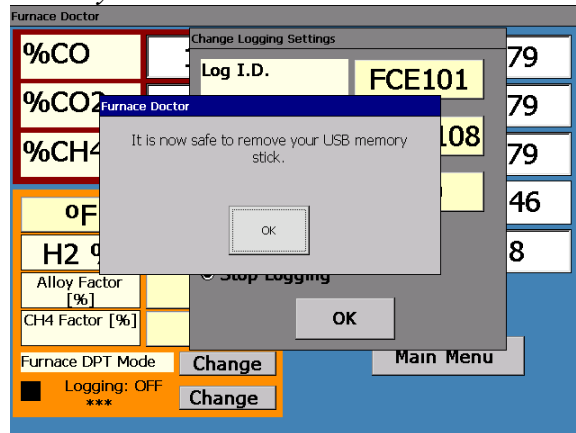 Furnace Doctor
Change Logging Settings
%CO
Log I.D.
FCE101
79
%CO2
79
Furnace Doctor
It is now safe to remove your USB memory
stick.
OK
108
%CH4
79
ºF
46
H2 %
8
Alloy Factor
[%]
Stop Logging
CH4 Factor [%]
OK
Furnace DPT Mode
Change
Main Menu
Logging: OFF
***
Change